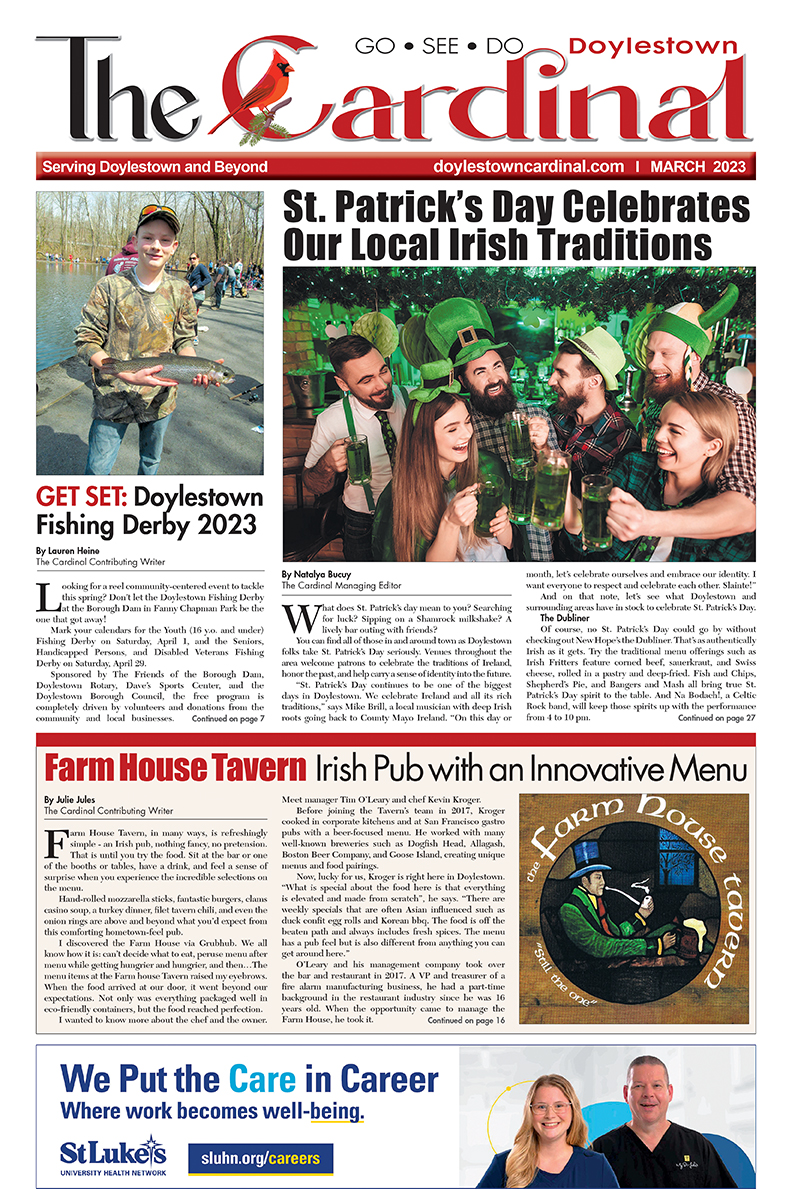 GO • SEE • DO Doylestown
The Cardinal
Serving Doylestown and Beyond doylestowncardinal.com | MARCH 2023
GET SET: Doylestown
Fishing Derby 2023
By Lauren Heine
The Cardinal Contributing Writer
Looking for a reel community-centered event to tackle
this spring? Don't let the Doylestown Fishing Derby
at the Borough Dam in Fanny Chapman Park be the
one that got away!
Mark your calendars for the Youth (16 y.o. and under)
Fishing Derby on Saturday, April 1, and the Seniors,
Handicapped Persons, and Disabled Veterans Fishing
Derby on Saturday, April 29.
Sponsored by The Friends of the Borough Dam,
Doylestown Rotary, Dave's Sports Center, and the
Doylestown Borough Council, the free program is
completely driven by volunteers and donations from the
community and local businesses. Continued on page 7
St. Patrick's Day Celebrates
Our Local Irish Traditions
By Natalya Bucuy
The Cardinal Managing Editor
What does St. Patrick's day mean to you? Searching
for luck? Sipping on a Shamrock milkshake? A
lively bar outing with friends?
You can find all of those in and around town as Doylestown
folks take St. Patrick's Day seriously. Venues throughout the
area welcome patrons to celebrate the traditions of Ireland,
honor the past, and help carry a sense of identity into the future.
"St. Patrick's Day continues to be one of the biggest
days in Doylestown. We celebrate Ireland and all its rich
traditions," says Mike Brill, a local musician with deep Irish
roots going back to County Mayo Ireland. "On this day or
month, let's celebrate ourselves and embrace our identity. I
want everyone to respect and celebrate each other. Slainte!"
And on that note, let's see what Doylestown and
surrounding areas have in stock to celebrate St. Patrick's Day.
The Dubliner
Of course, no St. Patrick's Day could go by without
checking out New Hope's the Dubliner. That's as authentically
Irish as it gets. Try the traditional menu offerings such as
Irish Fritters feature corned beef, sauerkraut, and Swiss
cheese, rolled in a pastry and deep-fried. Fish and Chips,
Shepherd's Pie, and Bangers and Mash all bring true St.
Patrick's Day spirit to the table. And Na Bodach!, a Celtic
Rock band, will keep those spirits up with the performance
from 4 to 10 pm. Continued on page 27
Farm House Tavern Irish Pub with an Innovative Menu
By Julie Jules
The Cardinal Contributing Writer
Farm House Tavern, in many ways, is refreshingly
simple - an Irish pub, nothing fancy, no pretension.
That is until you try the food. Sit at the bar or one
of the booths or tables, have a drink, and feel a sense of
surprise when you experience the incredible selections on
the menu.
Hand-rolled mozzarella sticks, fantastic burgers, clams
casino soup, a turkey dinner, filet tavern chili, and even the
onion rings are above and beyond what you'd expect from
this comforting hometown-feel pub.
I discovered the Farm House via Grubhub. We all
know how it is: can't decide what to eat, peruse menu after
menu while getting hungrier and hungrier, and then…The
menu items at the Farm house Tavern raised my eyebrows.
When the food arrived at our door, it went beyond our
expectations. Not only was everything packaged well in
eco-friendly containers, but the food reached perfection.
I wanted to know more about the chef and the owner.
Meet manager Tim O'Leary and chef Kevin Kroger.
Before joining the Tavern's team in 2017, Kroger
cooked in corporate kitchens and at San Francisco gastro
pubs with a beer-focused menu. He worked with many
well-known breweries such as Dogfish Head, Allagash,
Boston Beer Company, and Goose Island, creating unique
menus and food pairings.
Now, lucky for us, Kroger is right here in Doylestown.
"What is special about the food here is that everything
is elevated and made from scratch", he says. "There are
weekly specials that are often Asian influenced such as
duck confit egg rolls and Korean bbq. The food is off the
beaten path and always includes fresh spices. The menu
has a pub feel but is also different from anything you can
get around here."
O'Leary and his management company took over
the bar and restaurant in 2017. A VP and treasurer of a
fire alarm manufacturing business, he had a part-time
background in the restaurant industry since he was 16
years old. When the opportunity came to manage the
Farm House, he took it. Continued on page 16
the Farm House tavern
"Still the one"
We Put the Care in Career
Where work becomes well-being.
St Luke's
UNIVERSITY HEALTH NETWORK
sluhn.org/careers